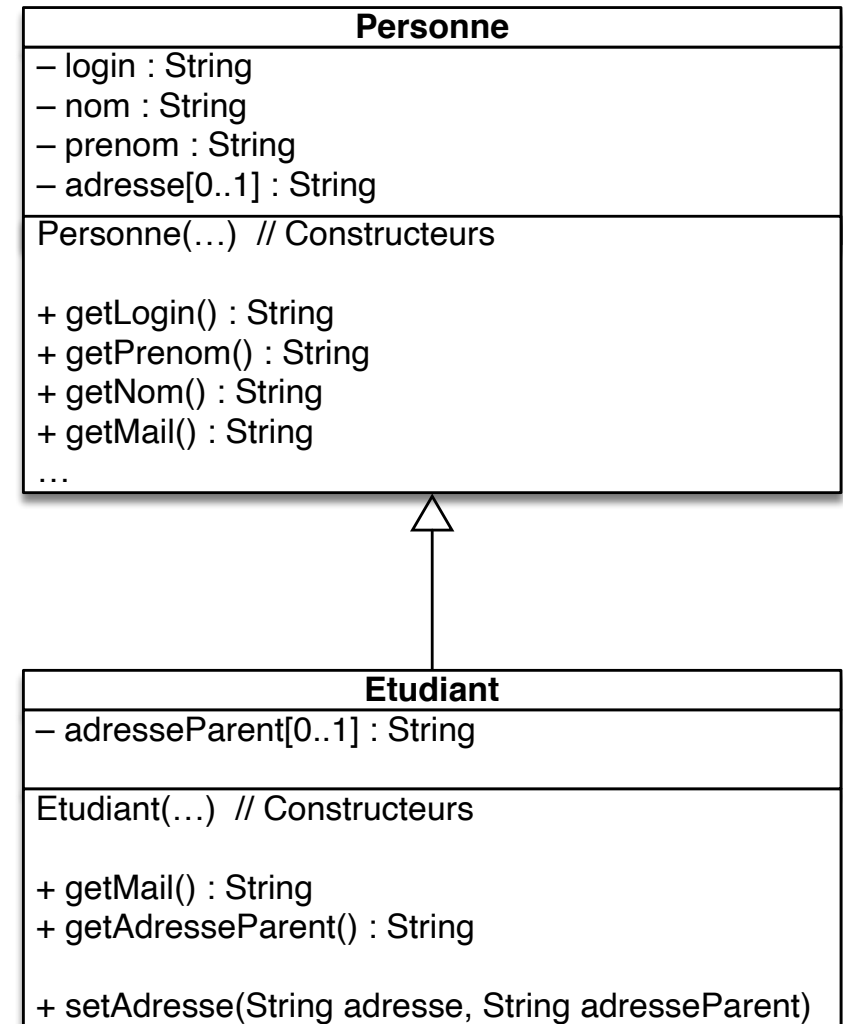 Personne
– login : String
– nom : String
– prenom : String
– adresse[0..1] : String
Personne(…)  // Constructeurs
+ getLogin() : String
+ getPrenom() : String
+ getNom() : String
+ getMail() : String
…
Etudiant
– adresseParent[0..1] : String
Etudiant(…)  // Constructeurs
+ getMail() : String
+ getAdresseParent() : String
+ setAdresse(String adresse, String adresseParent)